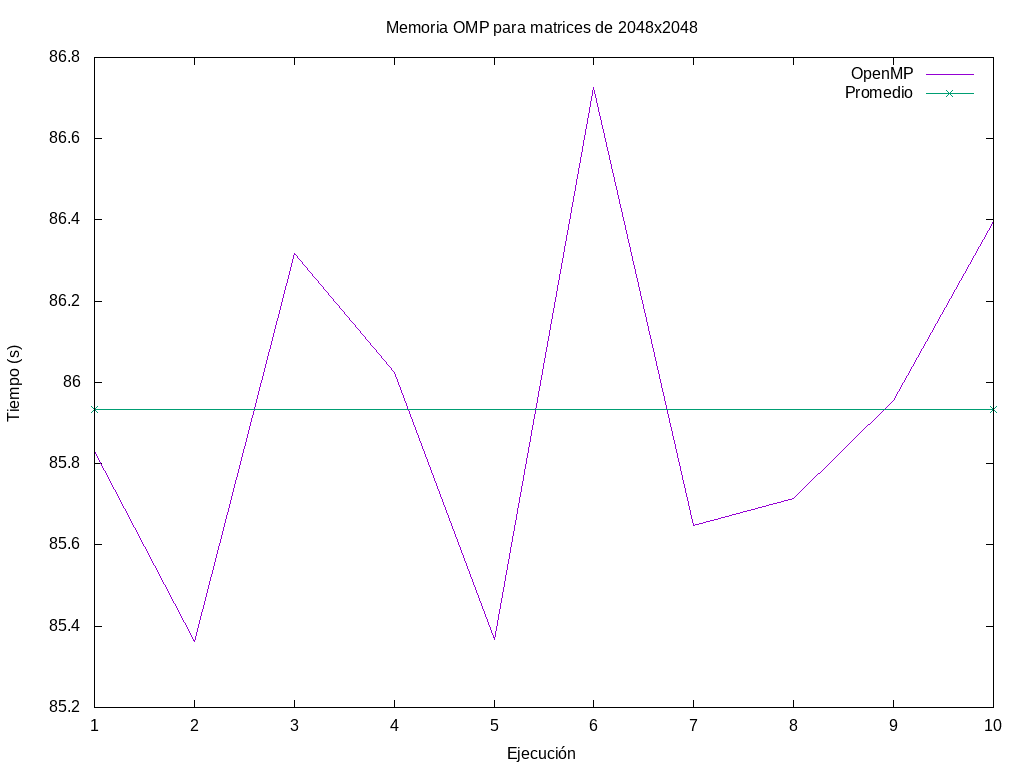 Memoria OMP para matrices de 2048x2048
OpenMP
Promedio
86.8
86.6
86.4
86.2
86
85.8
85.6
85.4
85.2
Tiempo (s)
1 2 3 4 5 6 7 8 9 10
Ejecución